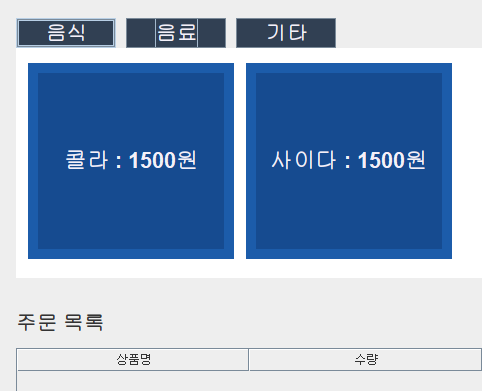 음식 음료 기타
콜라 : 1500원 사이다 : 1500원
주문 목록
상품명 수량